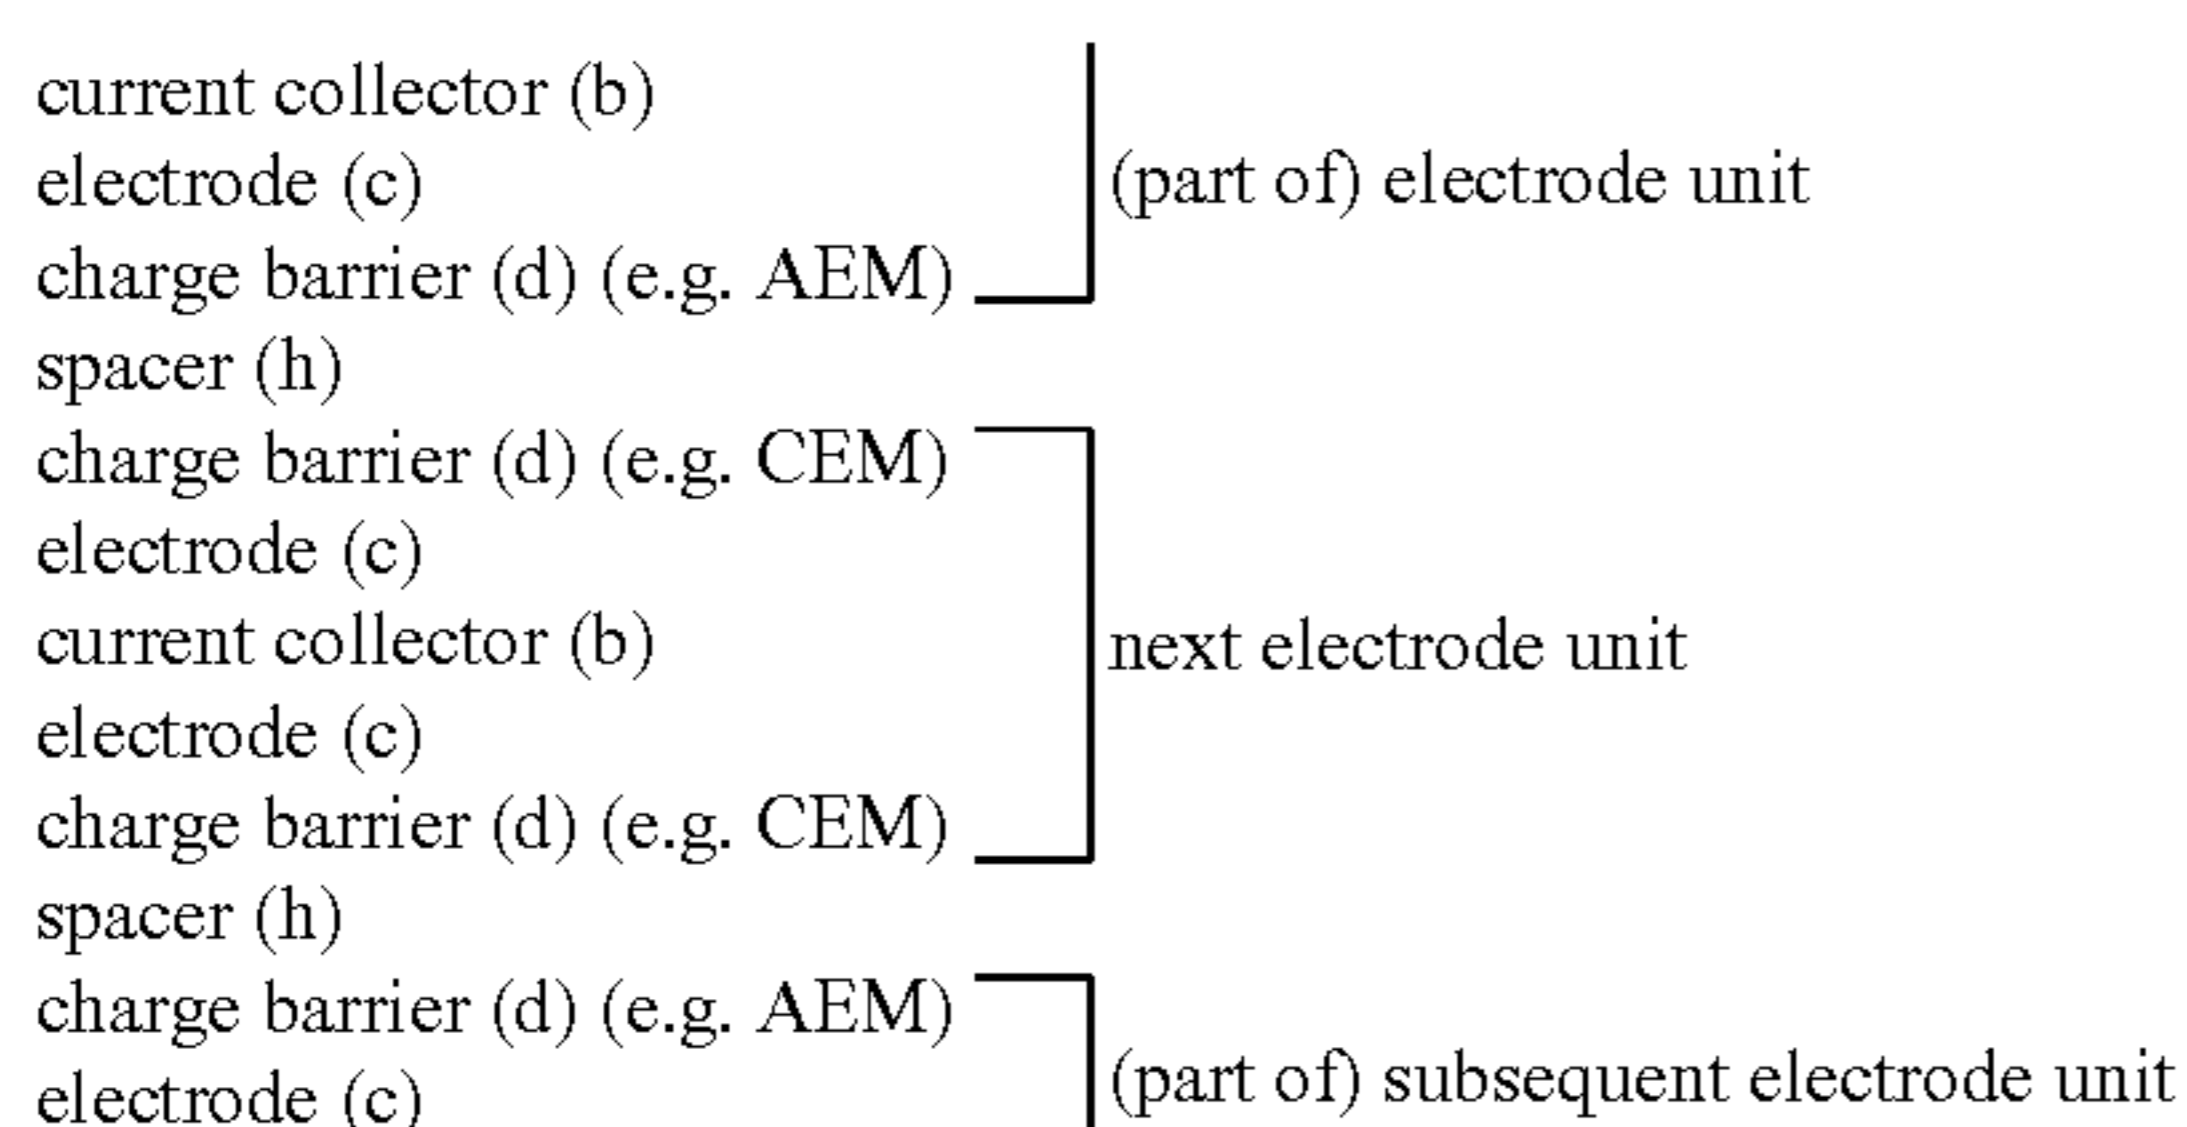 current collector (b)
electrode (c)
(part of) electrode unit
charge barrier (d) (e.g. AEM)
spacer (h)
charge barrier (d) (e.g. CEM)
electrode (c)
current collector (b)
next electrode unit
electrode (c)
charge barrier (d) (e.g. CEM)
spacer (h)
charge barrier (d) (e.g. AEM)
electrode (c)
(part of) subsequent electrode unit